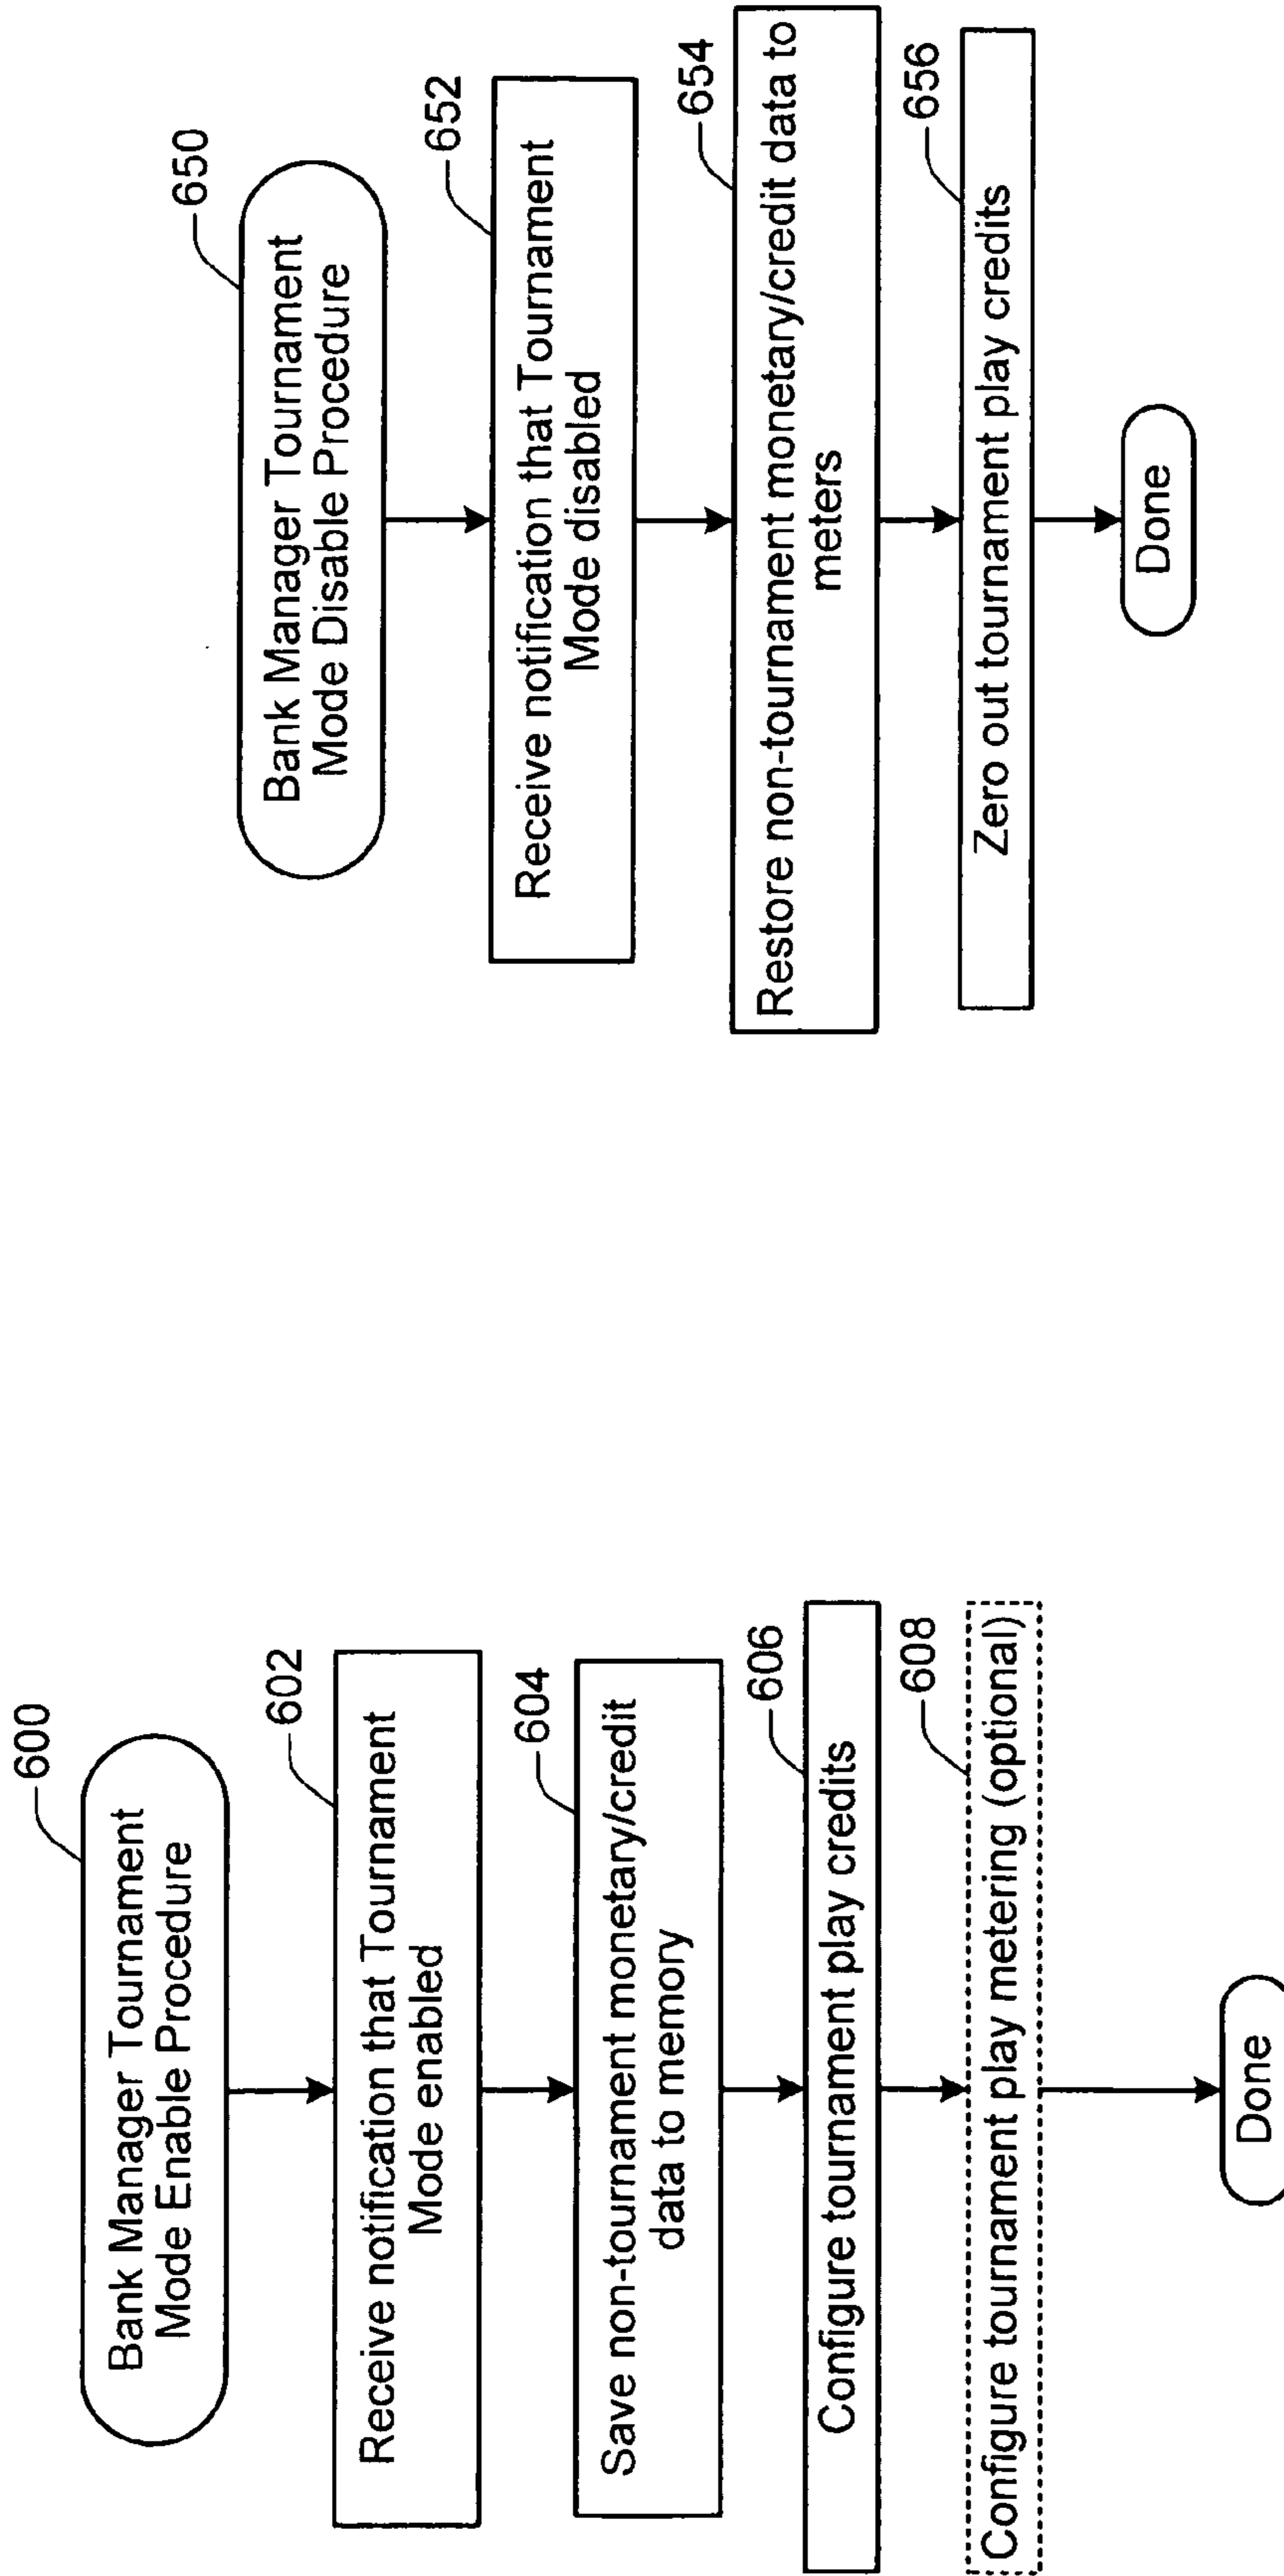 600
Bank Manager Tournament
Mode Enable Procedure
602
Receive notification that Tournament
Mode enabled
604
Save non-tournament monetary/credit
data to memory
606
Configure tournament play credits
608
Configure tournament play metering (optional)
Done
650
Bank Manager Tournament
Mode Disable Procedure
652
Receive notification that Tournament
Mode disabled
654
Restore non-tournament monetary/credit data to
meters
656
Zero out tournament play credits
Done